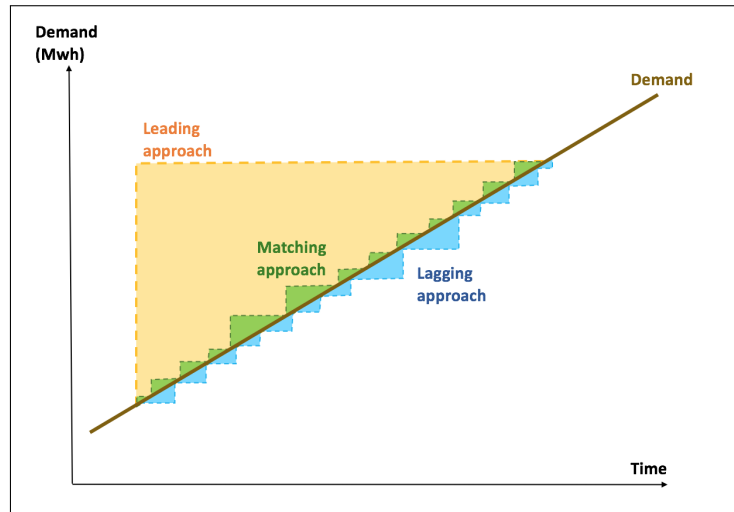 Demand
(Mwh)
Demand
Leading
approach
Matching
approach
Lagging
approach
Time